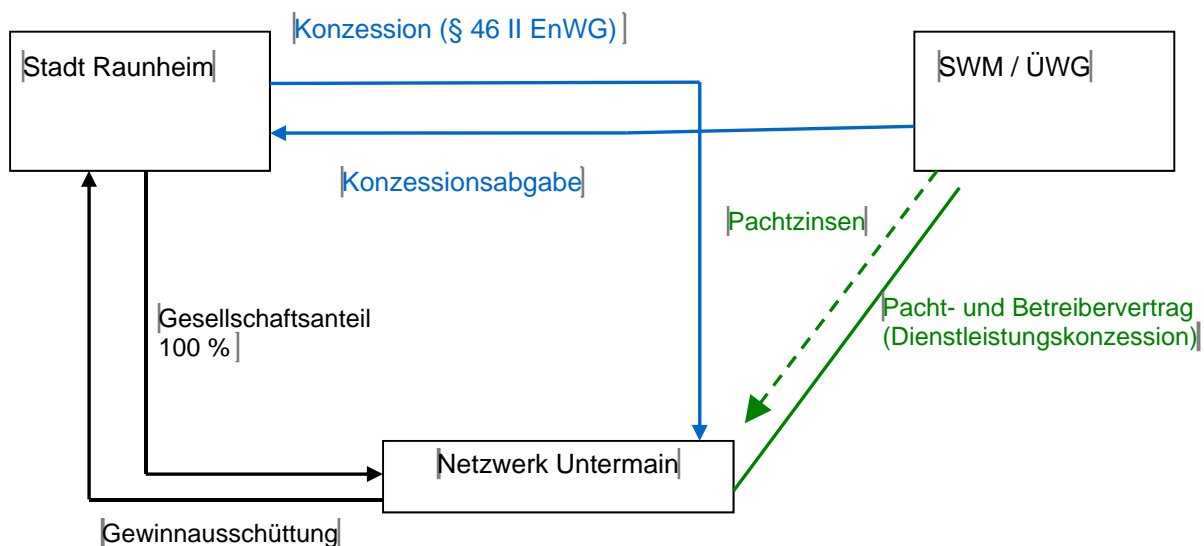 Konzession (§ 46 II EnWG)
Stadt Raunheim
SWM / ÜWG
Konzessionsabgabe
Pachtzinsen
Gesellschaftsanteil
100 %
Pacht- und Betreibervertrag
(Dienstleistungskonzession)
Netzwerk Untermain
Gewinnausschüttung